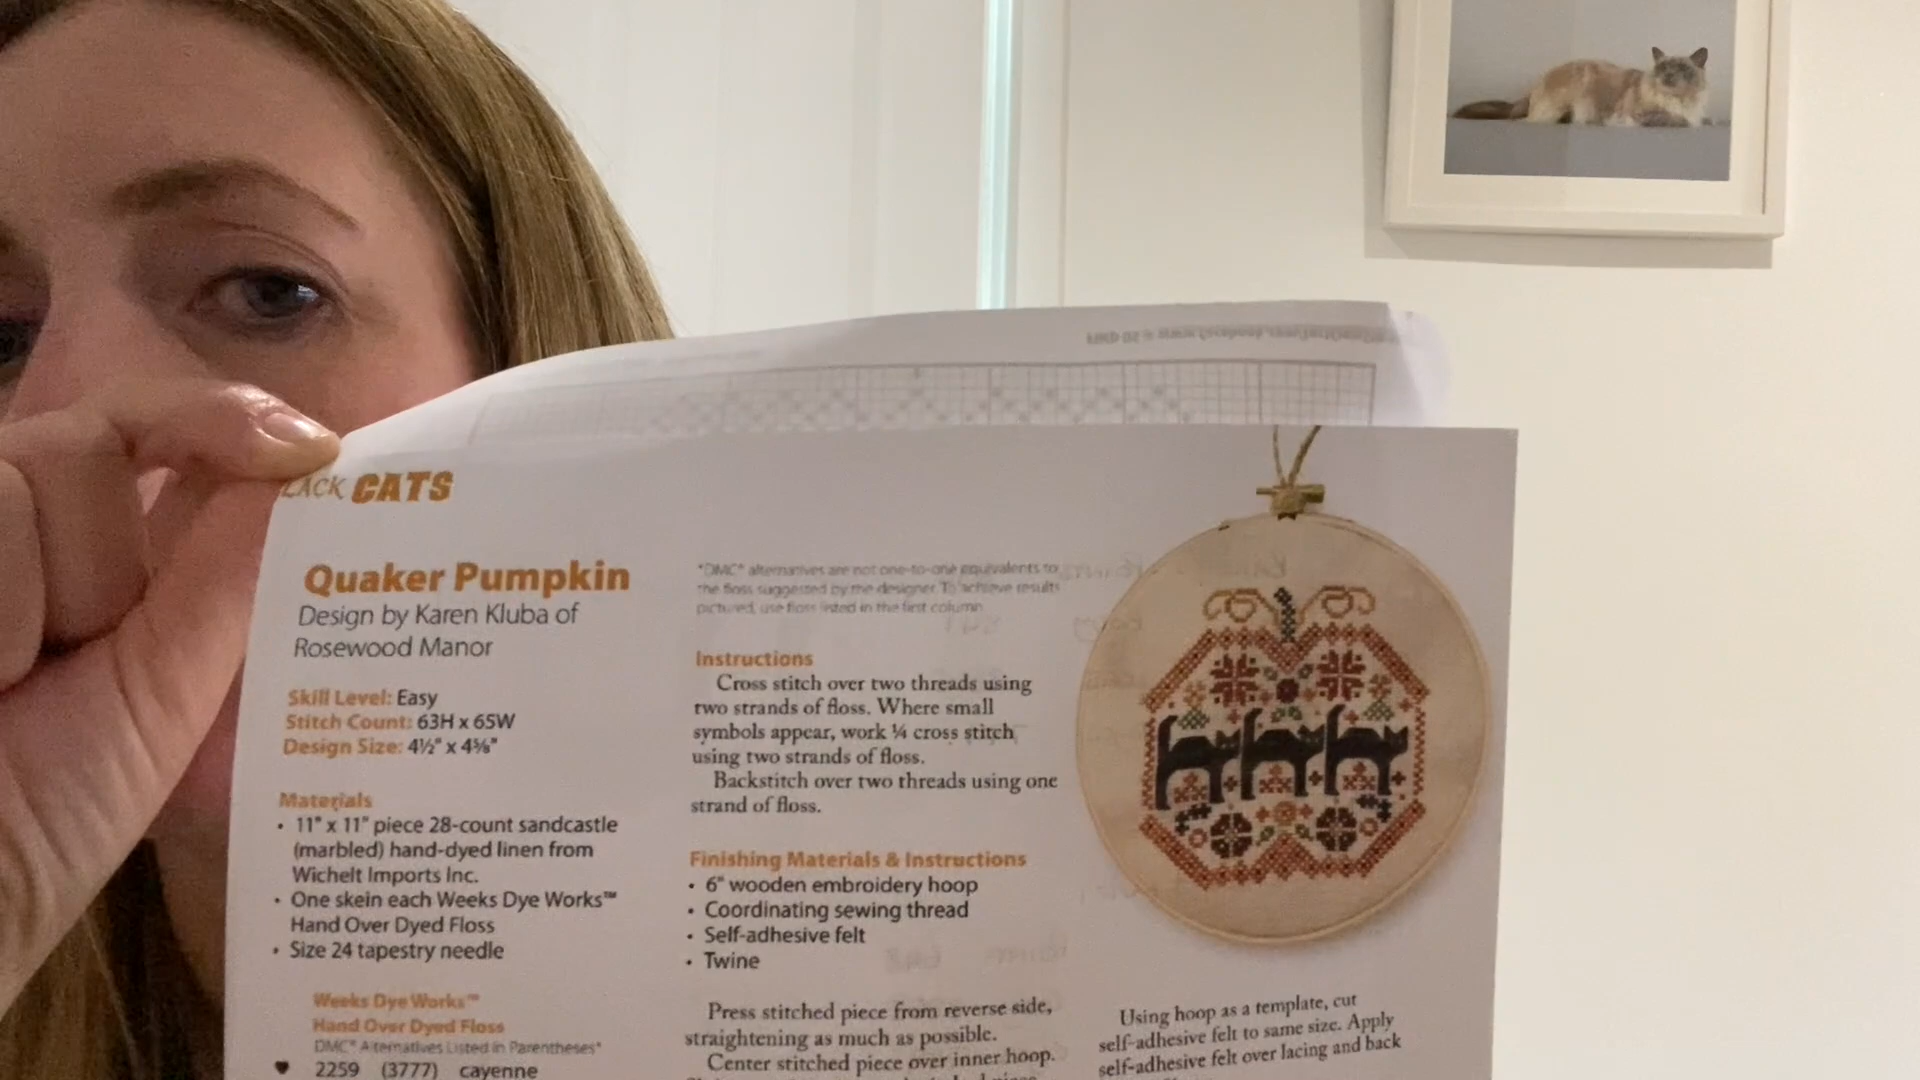 LACK CATS
Quaker Pumpkin
Design by Karen Kluba of
Rosewood Manor
Skill Level: Easy
Stitch Count: 63H x 65W
Design Size: 4½" x 4⅝"
Materials
• 11" x 11" piece 28-count sandcastle
(marbled) hand-dyed linen from
Wichelt Imports Inc.
• One skein each Weeks Dye Works™
Hand Over Dyed Floss
• Size 24 tapestry needle
Weeks Dye Works™
Hand Over Dyed Floss
DMC® Alternatives Listed in Parentheses*
♥ 2259 (3777) cayenne
*DMC® alternatives are not one-to-one equivalents to
the floss suggested by the designer. To achieve results
pictured, use floss listed in the first column.
Instructions
Cross stitch over two threads using
two strands of floss. Where small
symbols appear, work ¼ cross stitch
using two strands of floss.
Backstitch over two threads using one
strand of floss.
Finishing Materials & Instructions
• 6" wooden embroidery hoop
• Coordinating sewing thread
• Self-adhesive felt
• Twine
Press stitched piece from reverse side,
straightening as much as possible.
Center stitched piece over inner hoop.
Using hoop as a template, cut
self-adhesive felt to same size. Apply
self-adhesive felt over lacing and back